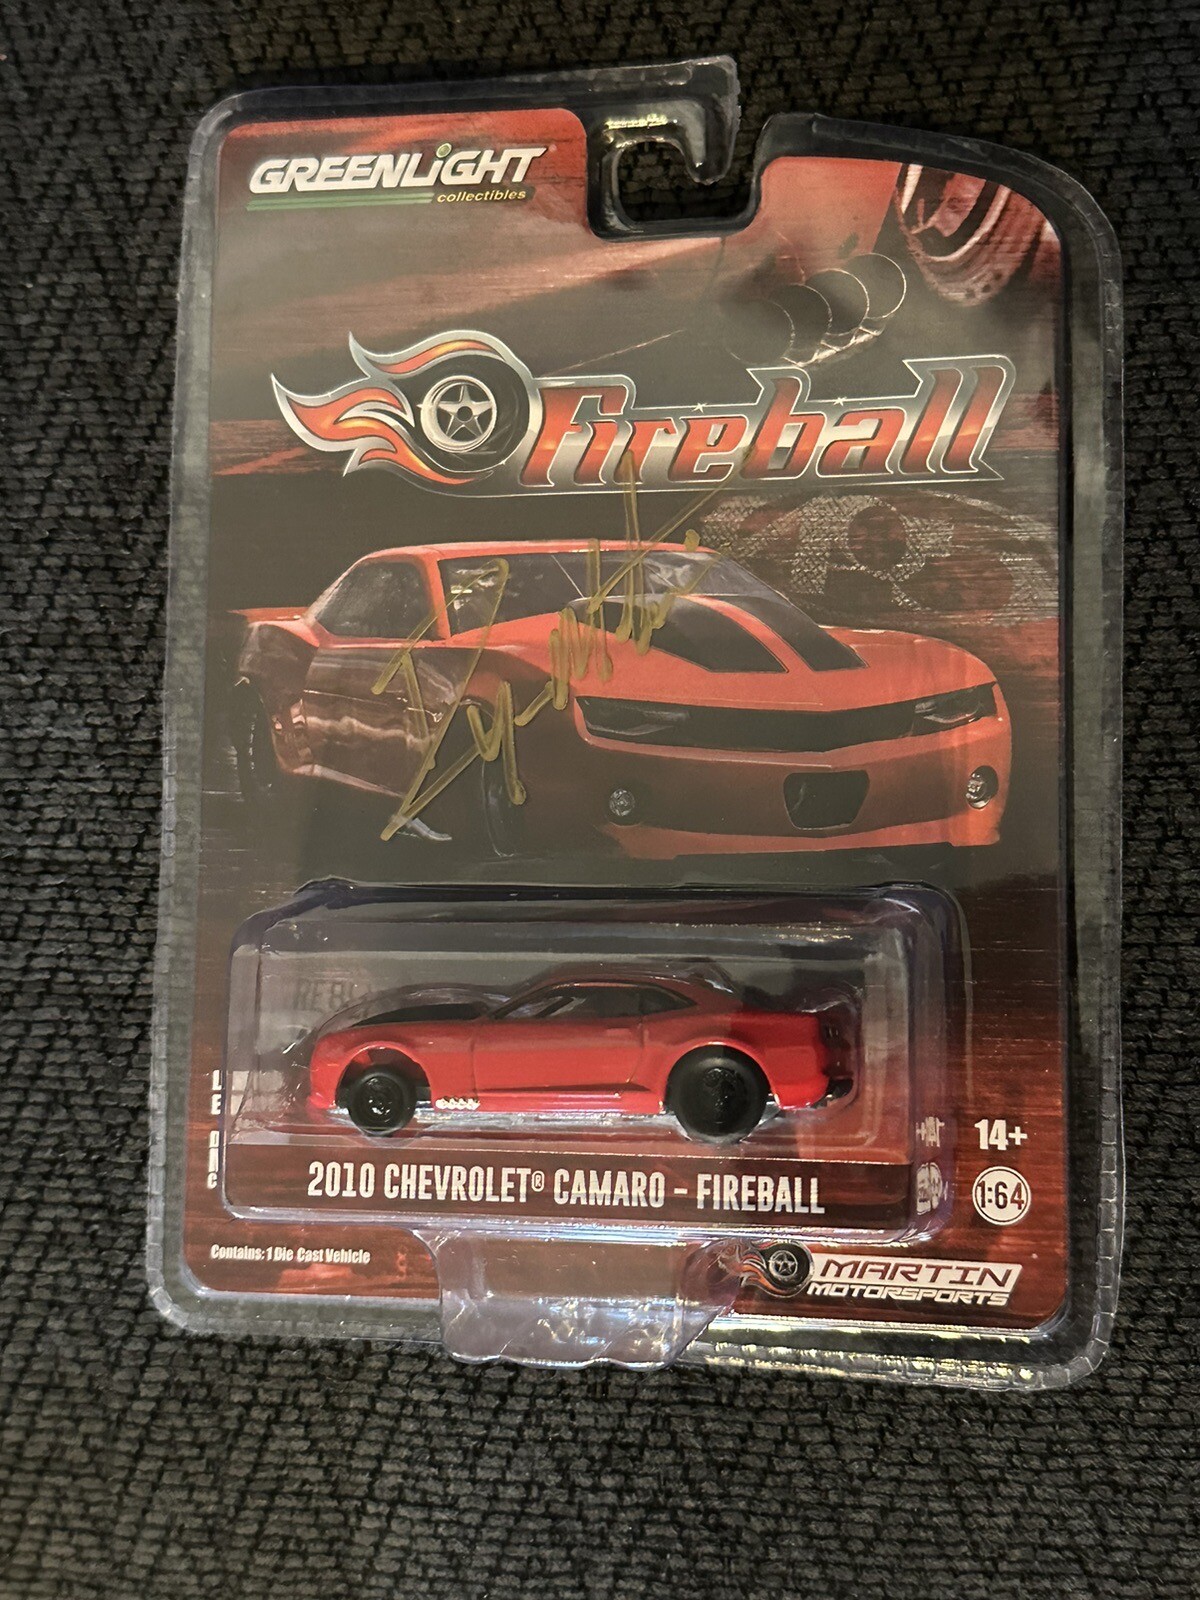 GREENLiGHT
collectibles
fireball
2010 CHEVROLET® CAMARO - FIREBALL
14+
1:64
Contains: 1 Die Cast Vehicle
MARTIN
MOTORSPORTS